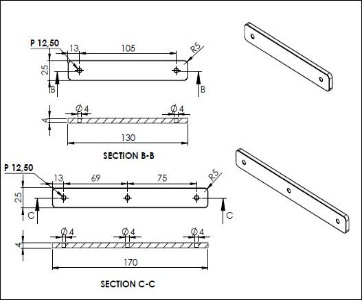 P 12,50 13 105 R5
25
B B
Ø4 Ø4
4
130
SECTION B-B
P 12,50 13 69 75 R5
25
C C
Ø4 Ø4 Ø4
4
170
SECTION C-C